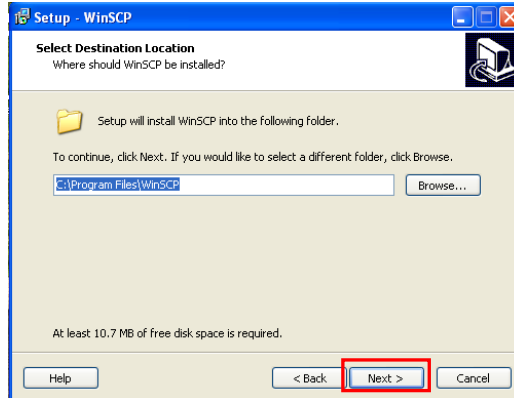 Setup - WinSCP
Select Destination Location
Where should WinSCP be installed?
Setup will install WinSCP into the following folder.
To continue, click Next. If you would like to select a different folder, click Browse.
C:\Program Files\WinSCP
Browse...
At least 10.7 MB of free disk space is required.
Help
< Back
Next >
Cancel